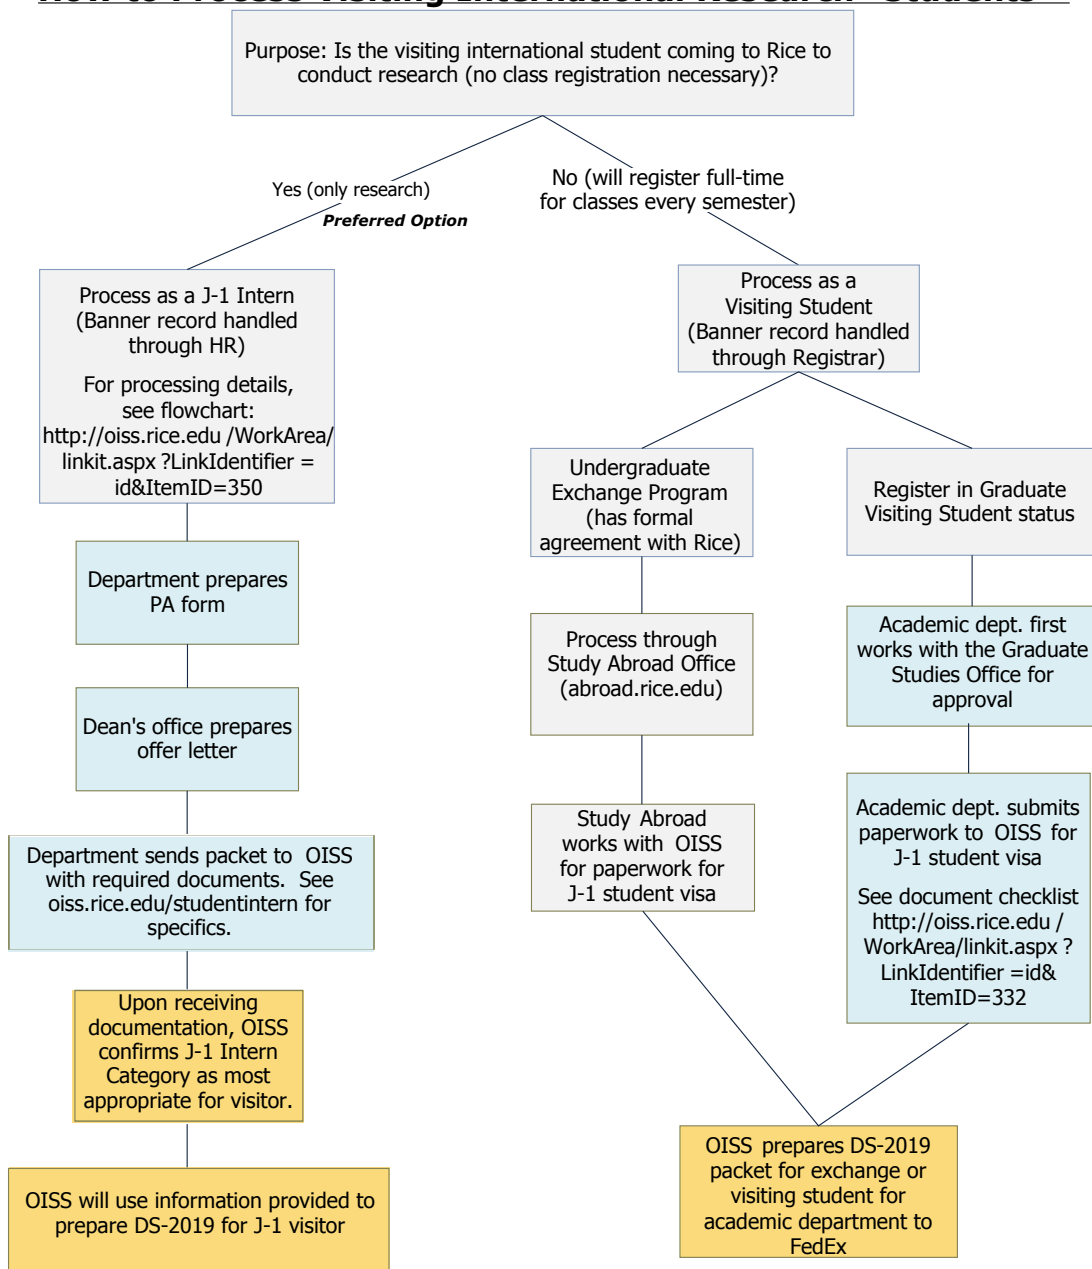 How to Process Visiting International Research "Students"
Purpose: Is the visiting international student coming to Rice to
conduct research (no class registration necessary)?
Yes (only research)
Preferred Option
No (will register full-time
for classes every semester)
Process as a J-1 Intern
(Banner record handled
through HR)
For processing details,
see flowchart:
http://oiss.rice.edu /WorkArea/
linkit.aspx ?LinkIdentifier =
id&ItemID=350
Department prepares
PA form
Dean's office prepares
offer letter
Department sends packet to OISS
with required documents. See
oiss.rice.edu/studentintern for
specifics.
Upon receiving
documentation, OISS
confirms J-1 Intern
Category as most
appropriate for visitor.
OISS will use information provided to
prepare DS-2019 for J-1 visitor
Process as a
Visiting Student
(Banner record handled
through Registrar)
Undergraduate
Exchange Program
(has formal
agreement with Rice)
Process through
Study Abroad Office
(abroad.rice.edu)
Study Abroad
works with OISS
for paperwork for
J-1 student visa
Register in Graduate
Visiting Student status
Academic dept. first
works with the Graduate
Studies Office for
approval
Academic dept. submits
paperwork to OISS for
J-1 student visa
See document checklist
http://oiss.rice.edu /
WorkArea/linkit.aspx ?
LinkIdentifier =id&
ItemID=332
OISS prepares DS-2019
packet for exchange or
visiting student for
academic department to
FedEx